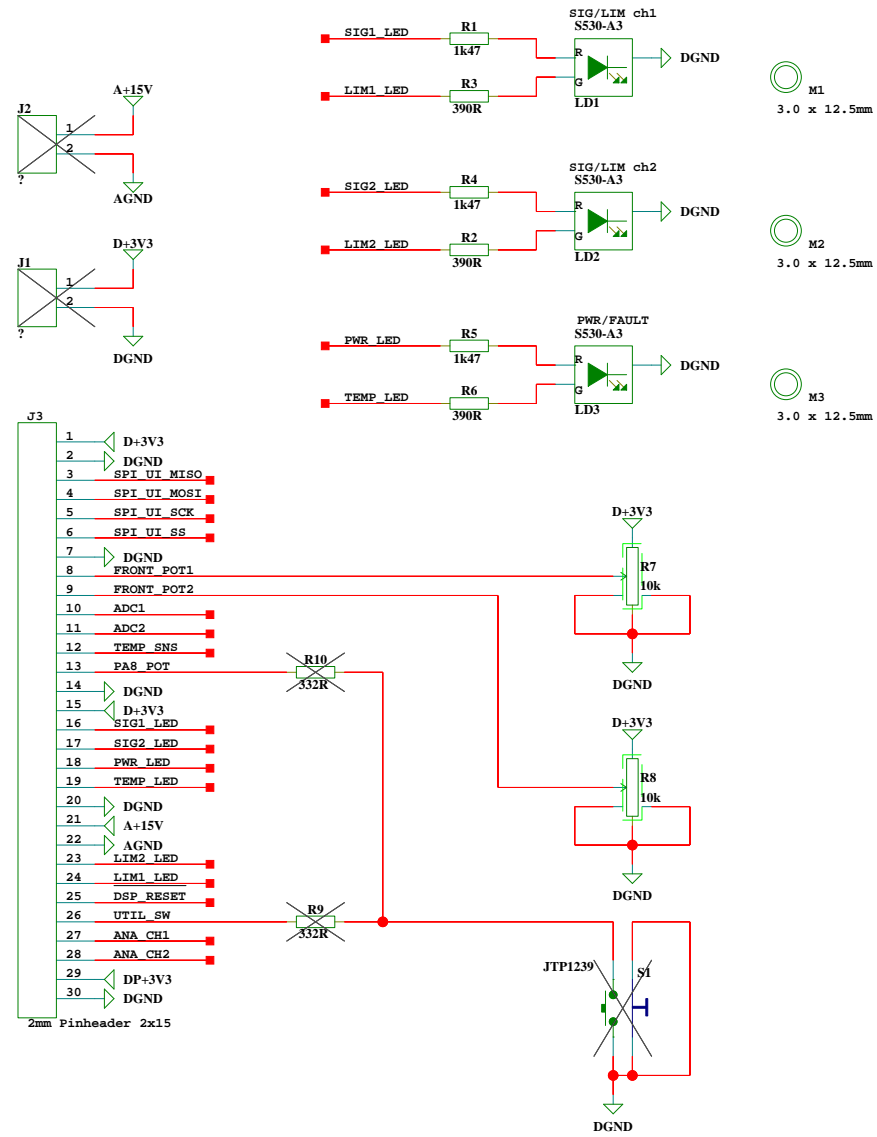 SIG/LIM ch1
S530-A3
SIG1_LED
R1
1k47
R
G
DGND
LIM1_LED
R3
390R
LD1
M1
3.0 x 12.5mm
A+15V
J2
1
2
?
AGND
SIG/LIM ch2
S530-A3
SIG2_LED
R4
1k47
R
G
DGND
LIM2_LED
R2
390R
LD2
M2
3.0 x 12.5mm
D+3V3
J1
1
2
?
DGND
PWR/FAULT
S530-A3
PWR_LED
R5
1k47
R
G
DGND
TEMP_LED
R6
390R
LD3
M3
3.0 x 12.5mm
J3
1 D+3V3
2 DGND
3 SPI_UI_MISO
4 SPI_UI_MOSI
5 SPI_UI_SCK
6 SPI_UI_SS
7 DGND
8 FRONT_POT1
9 FRONT_POT2
10 ADC1
11 ADC2
12 TEMP_SNS
13 PA8_POT
14 DGND
15 D+3V3
16 SIG1_LED
17 SIG2_LED
18 PWR_LED
19 TEMP_LED
20 DGND
21 A+15V
22 AGND
23 LIM2_LED
24 LIM1_LED
25 DSP_RESET
26 UTIL_SW
27 ANA_CH1
28 ANA_CH2
29 DP+3V3
30 DGND
2mm Pinheader 2x15
R10
332R
R9
332R
D+3V3
R7
10k
DGND
D+3V3
R8
10k
DGND
JTP1239
S1
DGND